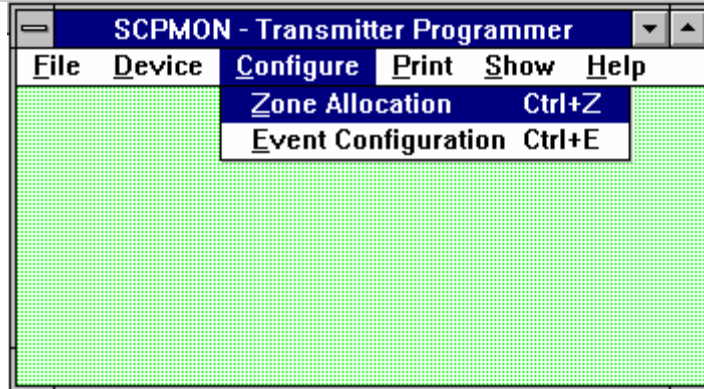 SCPMON - Transmitter Programmer
File Device Configure Print Show Help
Zone Allocation Ctrl+Z
Event Configuration Ctrl+E